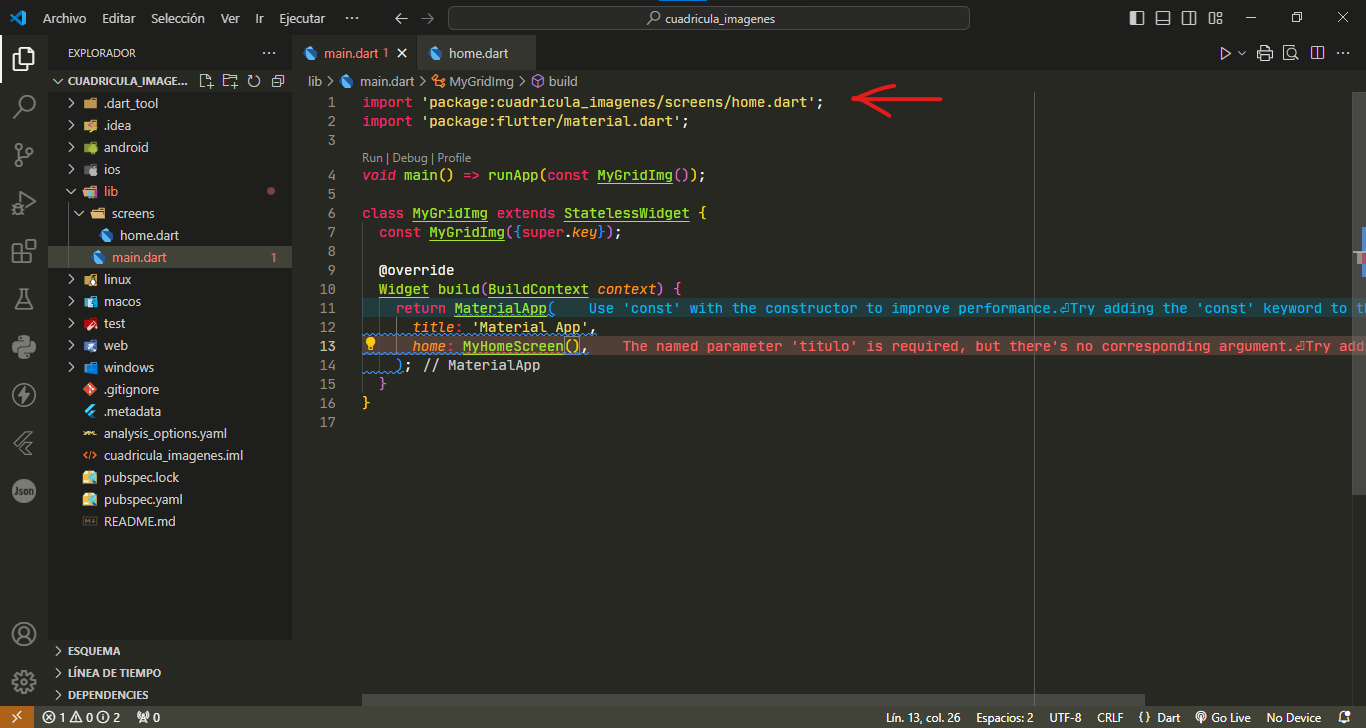 Archivo Editar Selección Ver Ir Ejecutar ··· cuadricula_imagenes
EXPLORADOR ···
main.dart 1
home.dart
CUADRICULA_IMAGE...
lib > main.dart > MyGridImg > build
.dart_tool
.idea
android
ios
lib
screens
home.dart
main.dart 1
linux
macos
test
web
windows
.gitignore
.metadata
analysis_options.yaml
cuadricula_imagenes.iml
pubspec.lock
pubspec.yaml
README.md
ESQUEMA
LÍNEA DE TIEMPO
DEPENDENCIES
Json
1 import 'package:cuadricula_imagenes/screens/home.dart';
2 import 'package:flutter/material.dart';
3
Run | Debug | Profile
4 void main() => runApp(const MyGridImg());
5
6 class MyGridImg extends StatelessWidget {
7 const MyGridImg({super.key});
8
9 @override
10 Widget build(BuildContext context) {
11 return MaterialApp( Use 'const' with the constructor to improve performance.⏎Try adding the 'const' keyword to th
12 title: 'Material App',
13 home: MyHomeScreen(), The named parameter 'titulo' is required, but there's no corresponding argument.⏎Try add
14 ); // MaterialApp
15 }
16 }
17
1 0 2 0 Lín. 13, col. 26 Espacios: 2 UTF-8 CRLF {} Dart Go Live No Device